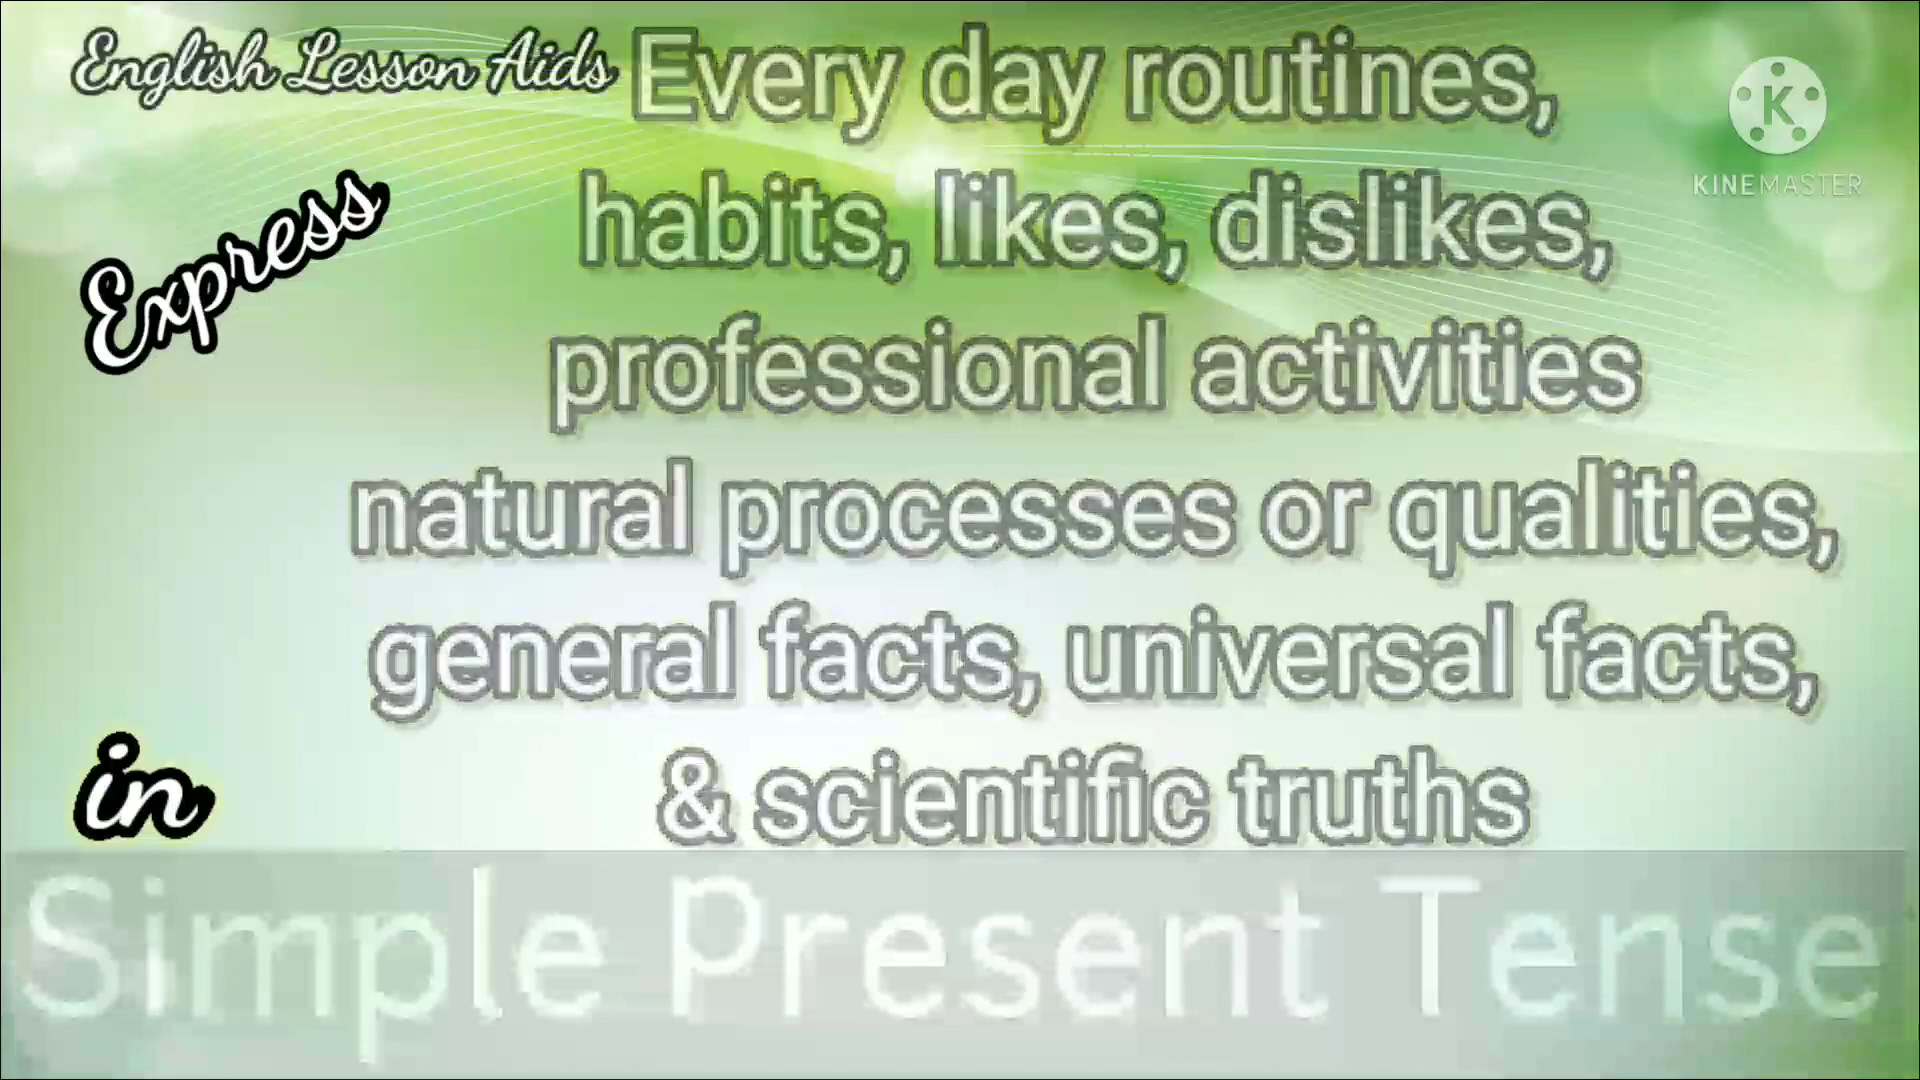 English Lesson Aids
Every day routines,
habits, likes, dislikes,
Express
professional activities
natural processes or qualities,
general facts, universal facts,
& scientific truths
in
Simple Present Tense
K
KINEMASTER